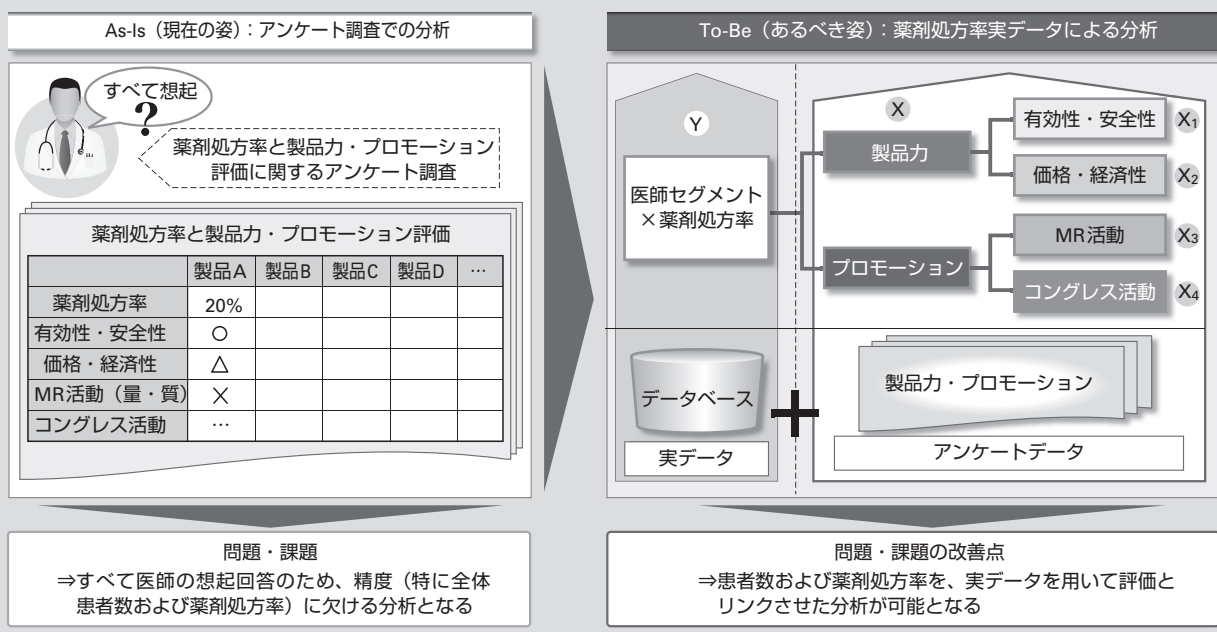 As-Is（現在の姿）：アンケート調査での分析
すべて想起
?
薬剤処方率と製品力・プロモーション
評価に関するアンケート調査
薬剤処方率と製品力・プロモーション評価
製品A 製品B 製品C 製品D …
薬剤処方率 20%
有効性・安全性 ○
価格・経済性 △
MR活動（量・質） ×
コングレス活動 …
問題・課題
⇒すべて医師の想起回答のため、精度（特に全体
患者数および薬剤処方率）に欠ける分析となる
To-Be（あるべき姿）：薬剤処方率実データによる分析
Y
医師セグメント
×薬剤処方率
X
製品力
有効性・安全性 X1
価格・経済性 X2
プロモーション
MR活動 X3
コングレス活動 X4
データベース
実データ
製品力・プロモーション
アンケートデータ
問題・課題の改善点
⇒患者数および薬剤処方率を、実データを用いて評価と
リンクさせた分析が可能となる